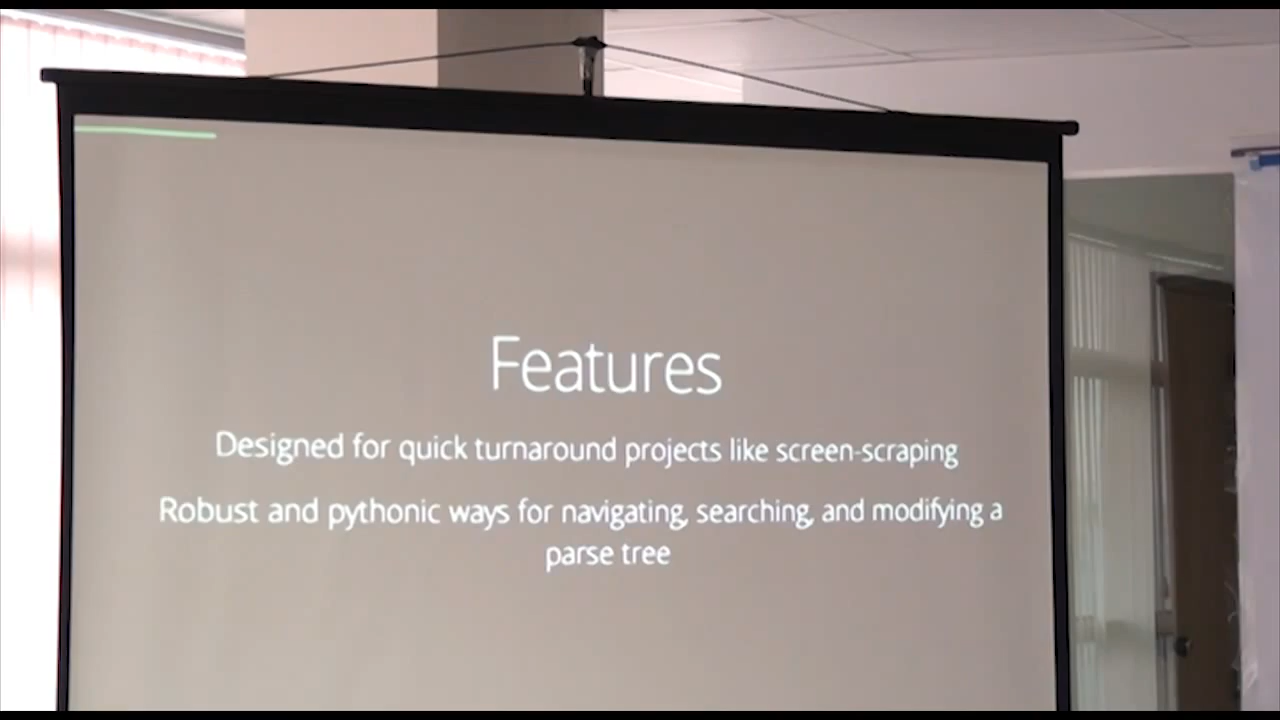 Features
Designed for quick turnaround projects like screen-scraping
Robust and pythonic ways for navigating, searching, and modifying a
parse tree